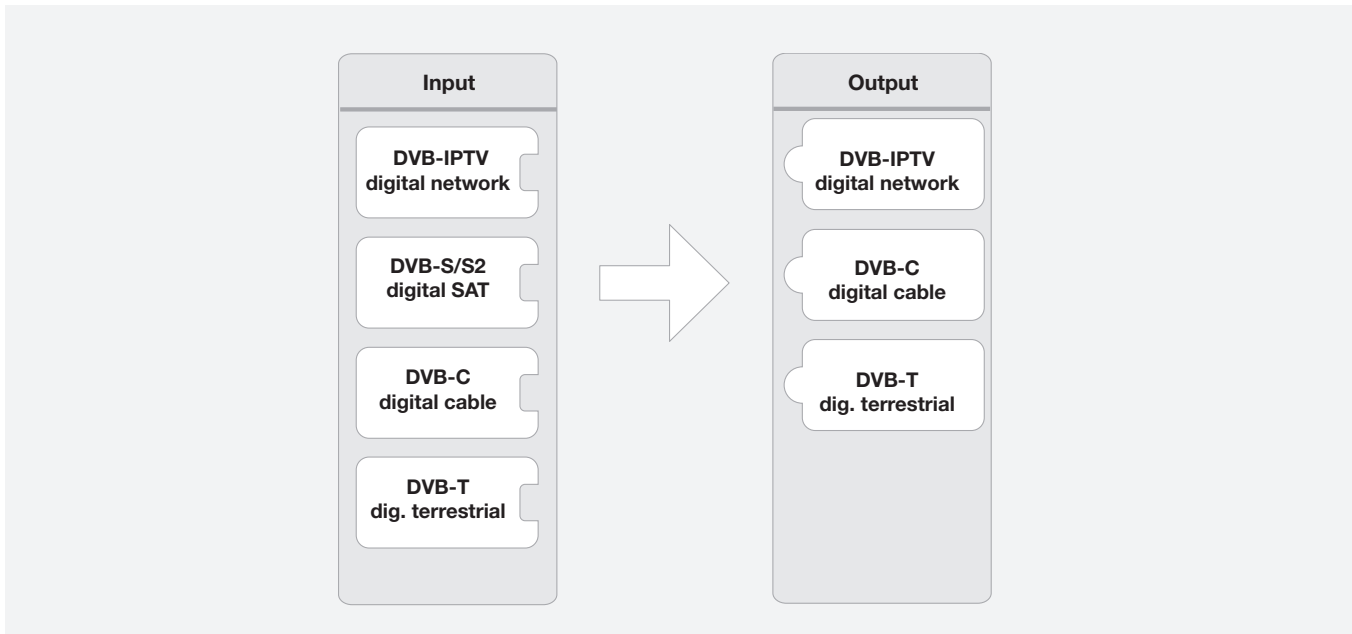 Input
DVB-IPTV
digital network
DVB-S/S2
digital SAT
DVB-C
digital cable
DVB-T
dig. terrestrial
Output
DVB-IPTV
digital network
DVB-C
digital cable
DVB-T
dig. terrestrial